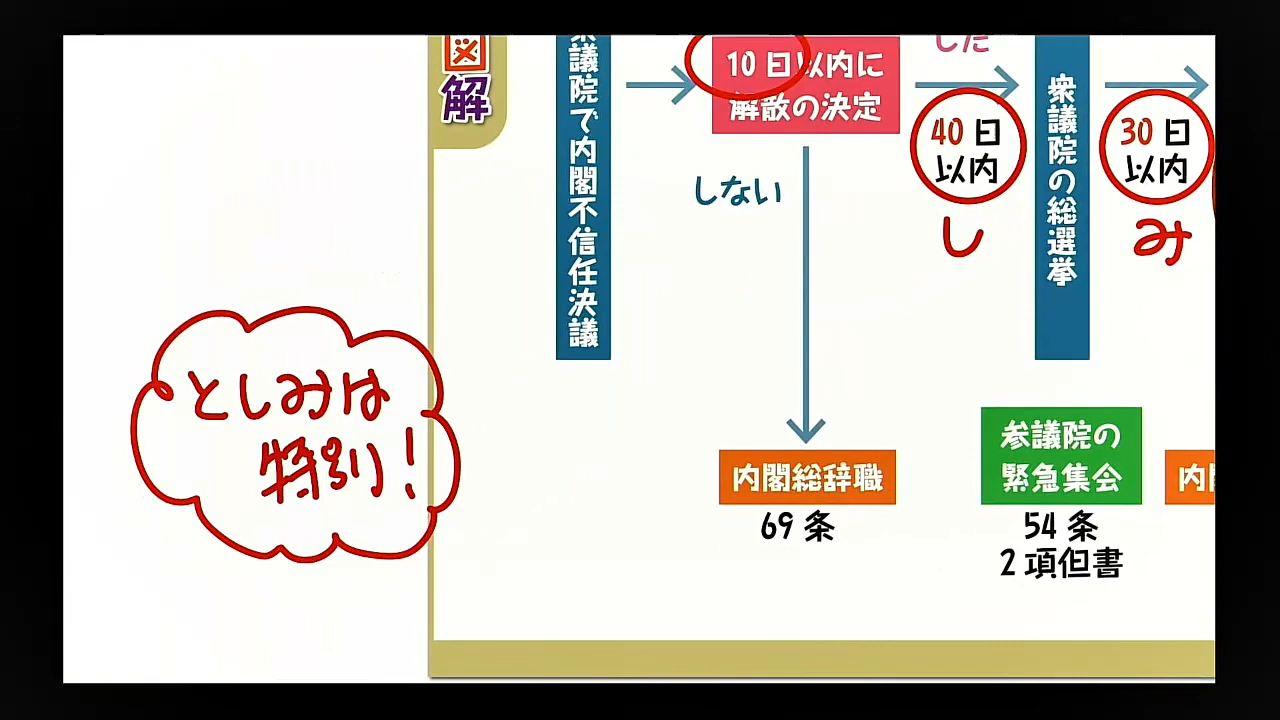 図解
衆議院で内閣不信任決議
10日以内に
解散の決定
した
40日
以内
し
衆議院の総選挙
30日
以内
み
しない
としみは
特別!
内閣総辞職
69条
参議院の
緊急集会
54条
2項但書
内